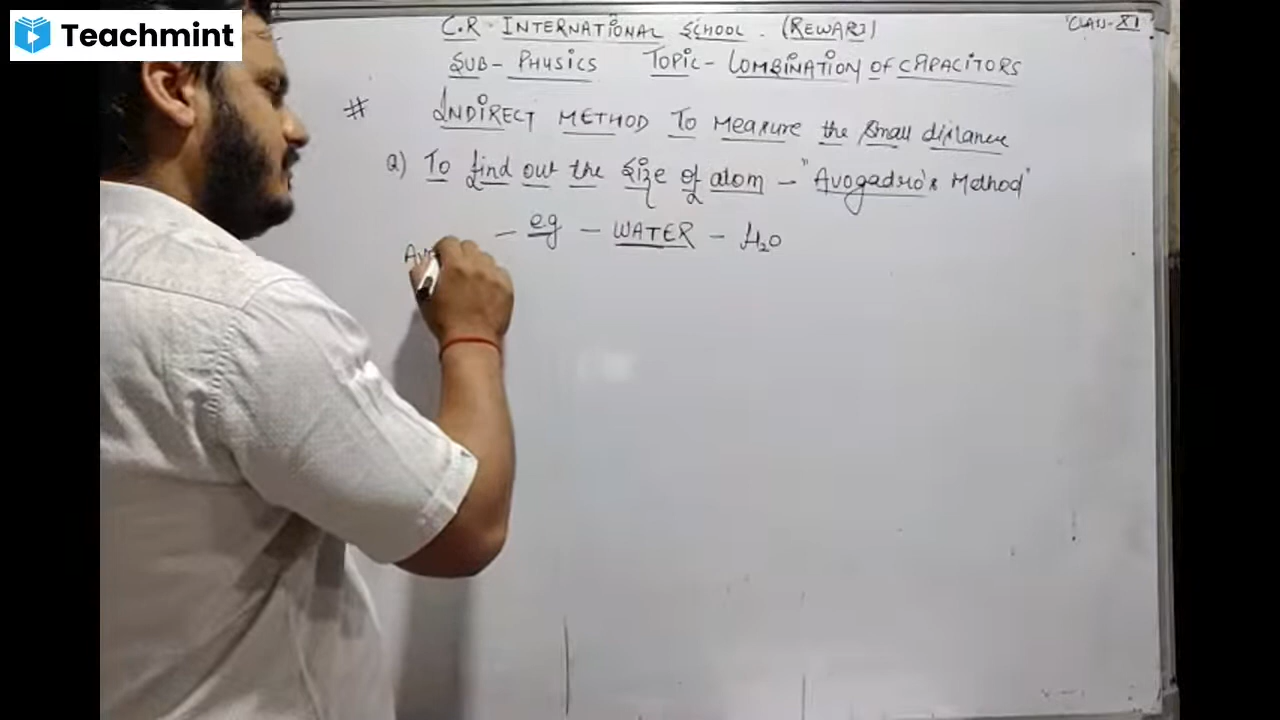 Teachmint
C.R. INTERNATIONAL SCHOOL. (REWARI)
CLASS-XI
SUB- PHYSICS TOPIC- COMBINATION OF CAPACITORS
# INDIRECT METHOD TO Measure the small distance
a) To find out the size of atom - "Avogadro's Method"
- eg - WATER - H₂O